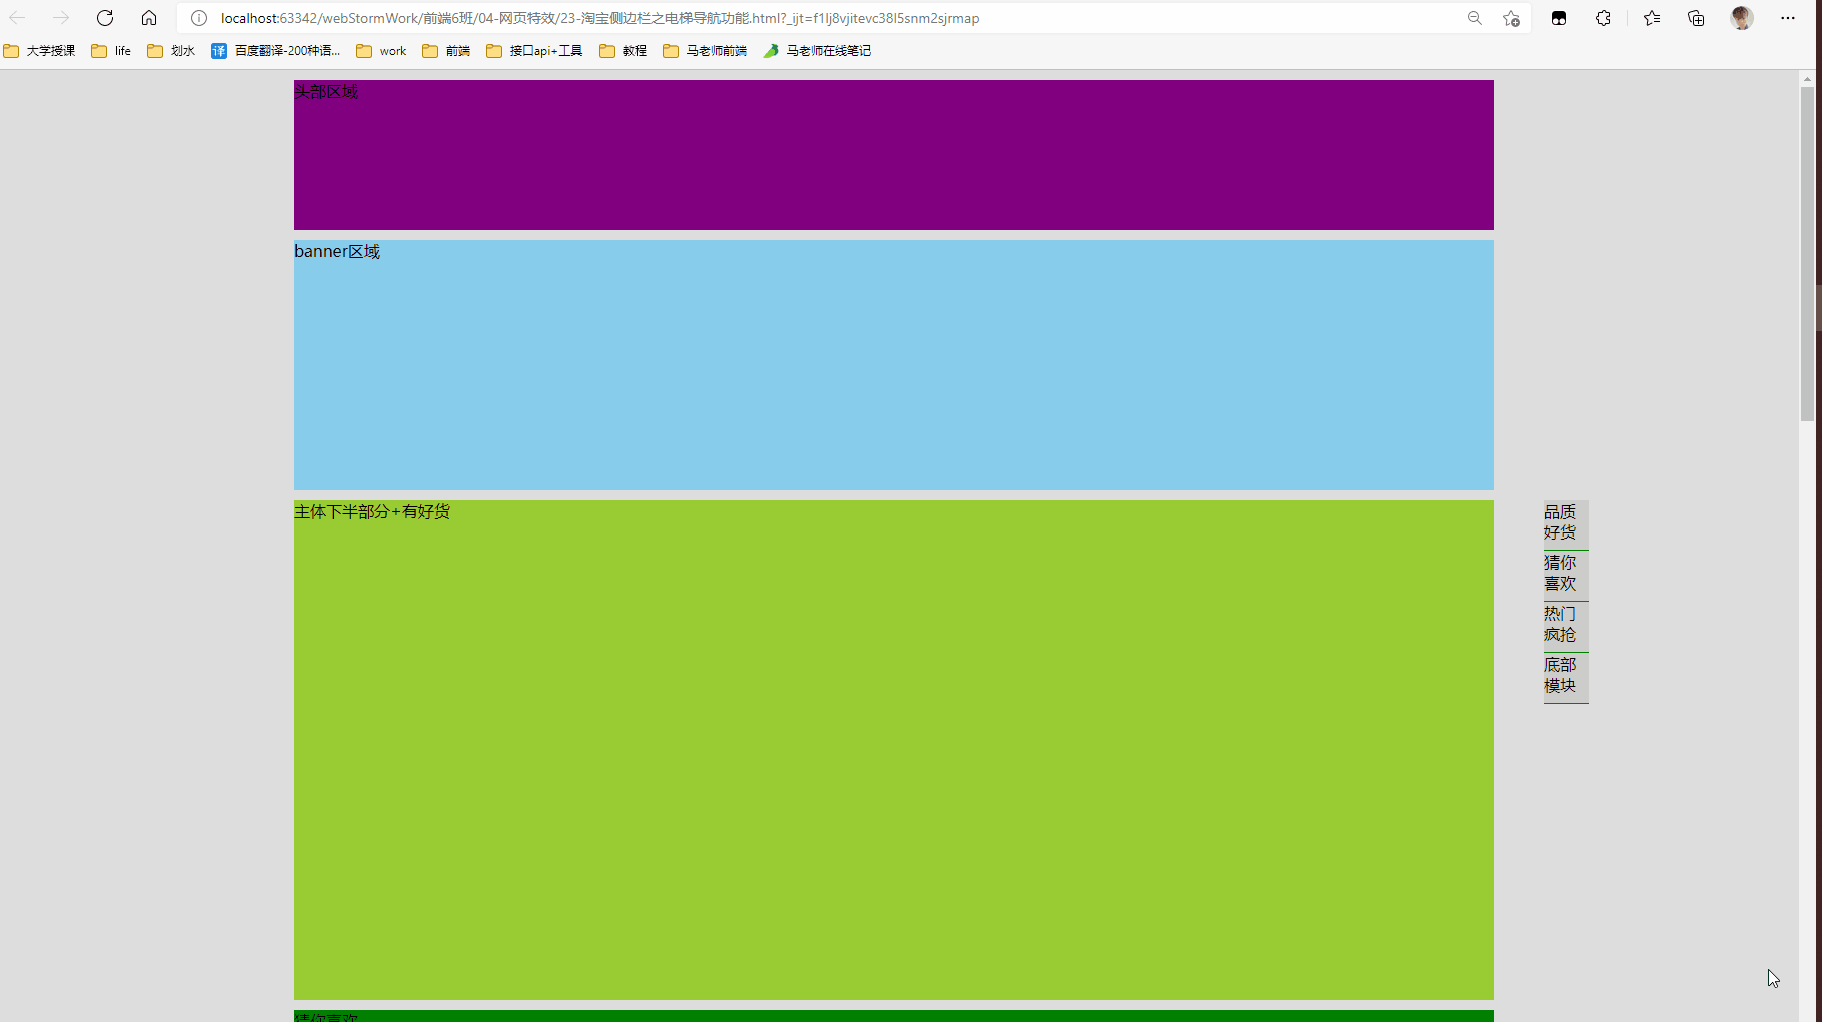 localhost:63342/webStormWork/前端6班/04-网页特效/23-淘宝侧边栏之电梯导航功能.html?_ijt=f1lj8vjitevc38l5snm2sjrmap
大学授课 life 划水 译 百度翻译-200种语... work 前端 接口api+工具 教程 马老师前端 马老师在线笔记
头部区域
banner区域
主体下半部分+有好货
品质
好货
猜你
喜欢
热门
疯抢
底部
模块
猜你喜欢